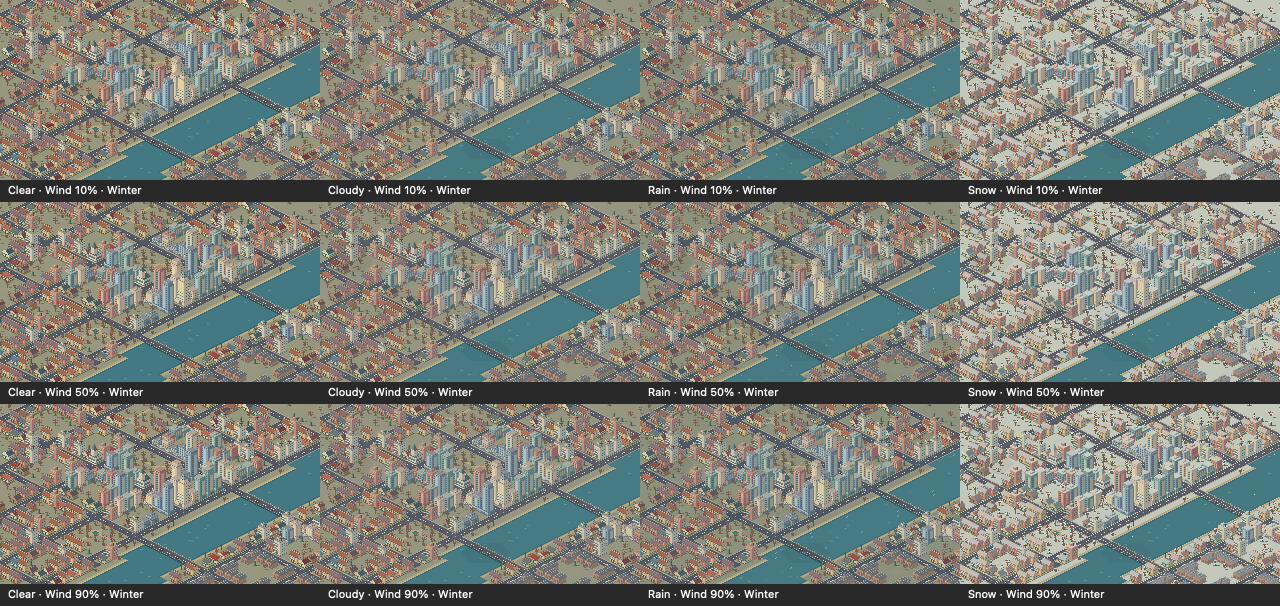 Clear · Wind 10% · Winter
Cloudy · Wind 10% · Winter
Rain · Wind 10% · Winter
Snow · Wind 10% · Winter
Clear · Wind 50% · Winter
Cloudy · Wind 50% · Winter
Rain · Wind 50% · Winter
Snow · Wind 50% · Winter
Clear · Wind 90% · Winter
Cloudy · Wind 90% · Winter
Rain · Wind 90% · Winter
Snow · Wind 90% · Winter